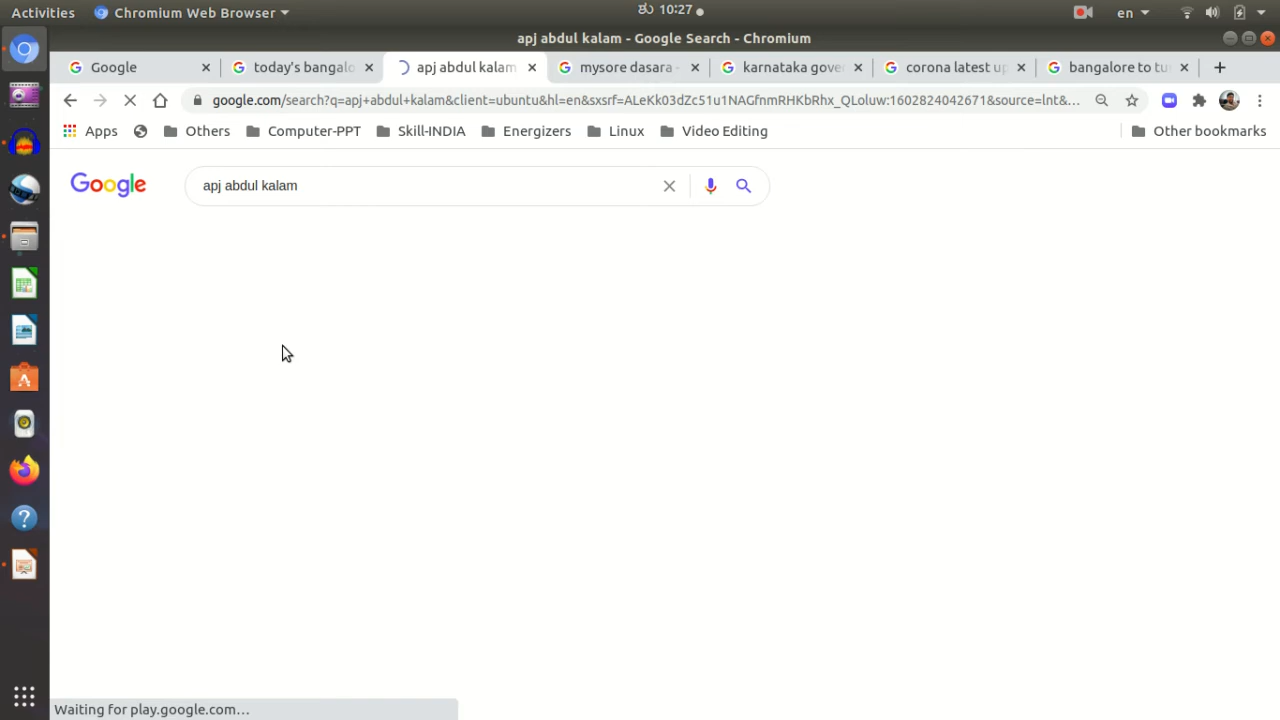 Activities Chromium Web Browser ಶು 10:27 en
apj abdul kalam - Google Search - Chromium
Google today's bangalo apj abdul kalam mysore dasara - karnataka gover corona latest up bangalore to tu
google.com/search?q=apj+abdul+kalam&client=ubuntu&hl=en&sxsrf=ALeKk03dZc51u1NAGfnmRHKbRhx_QLoluw:1602824042671&source=lnt&...
Apps Others Computer-PPT Skill-INDIA Energizers Linux Video Editing Other bookmarks
Google apj abdul kalam
Waiting for play.google.com...